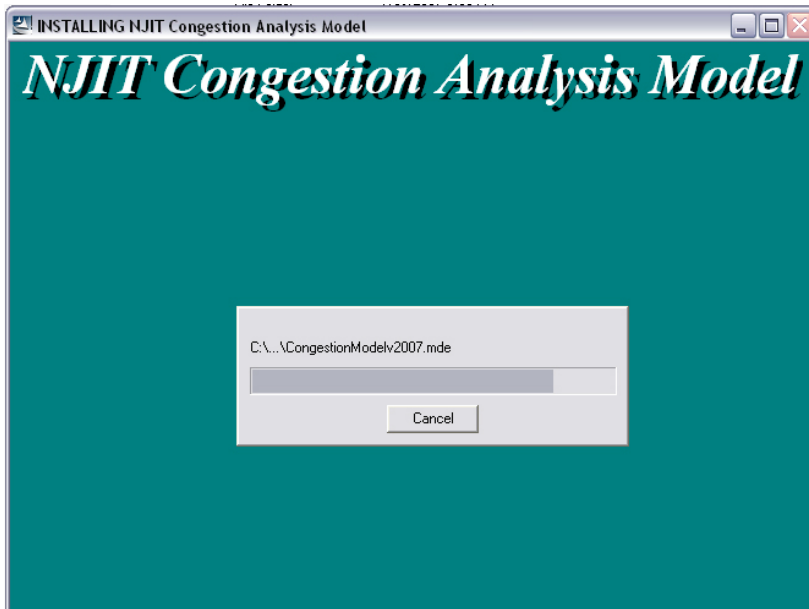 INSTALLING NJIT Congestion Analysis Model
NJIT Congestion Analysis Model
C:\...\CongestionModelv2007.mde
Cancel